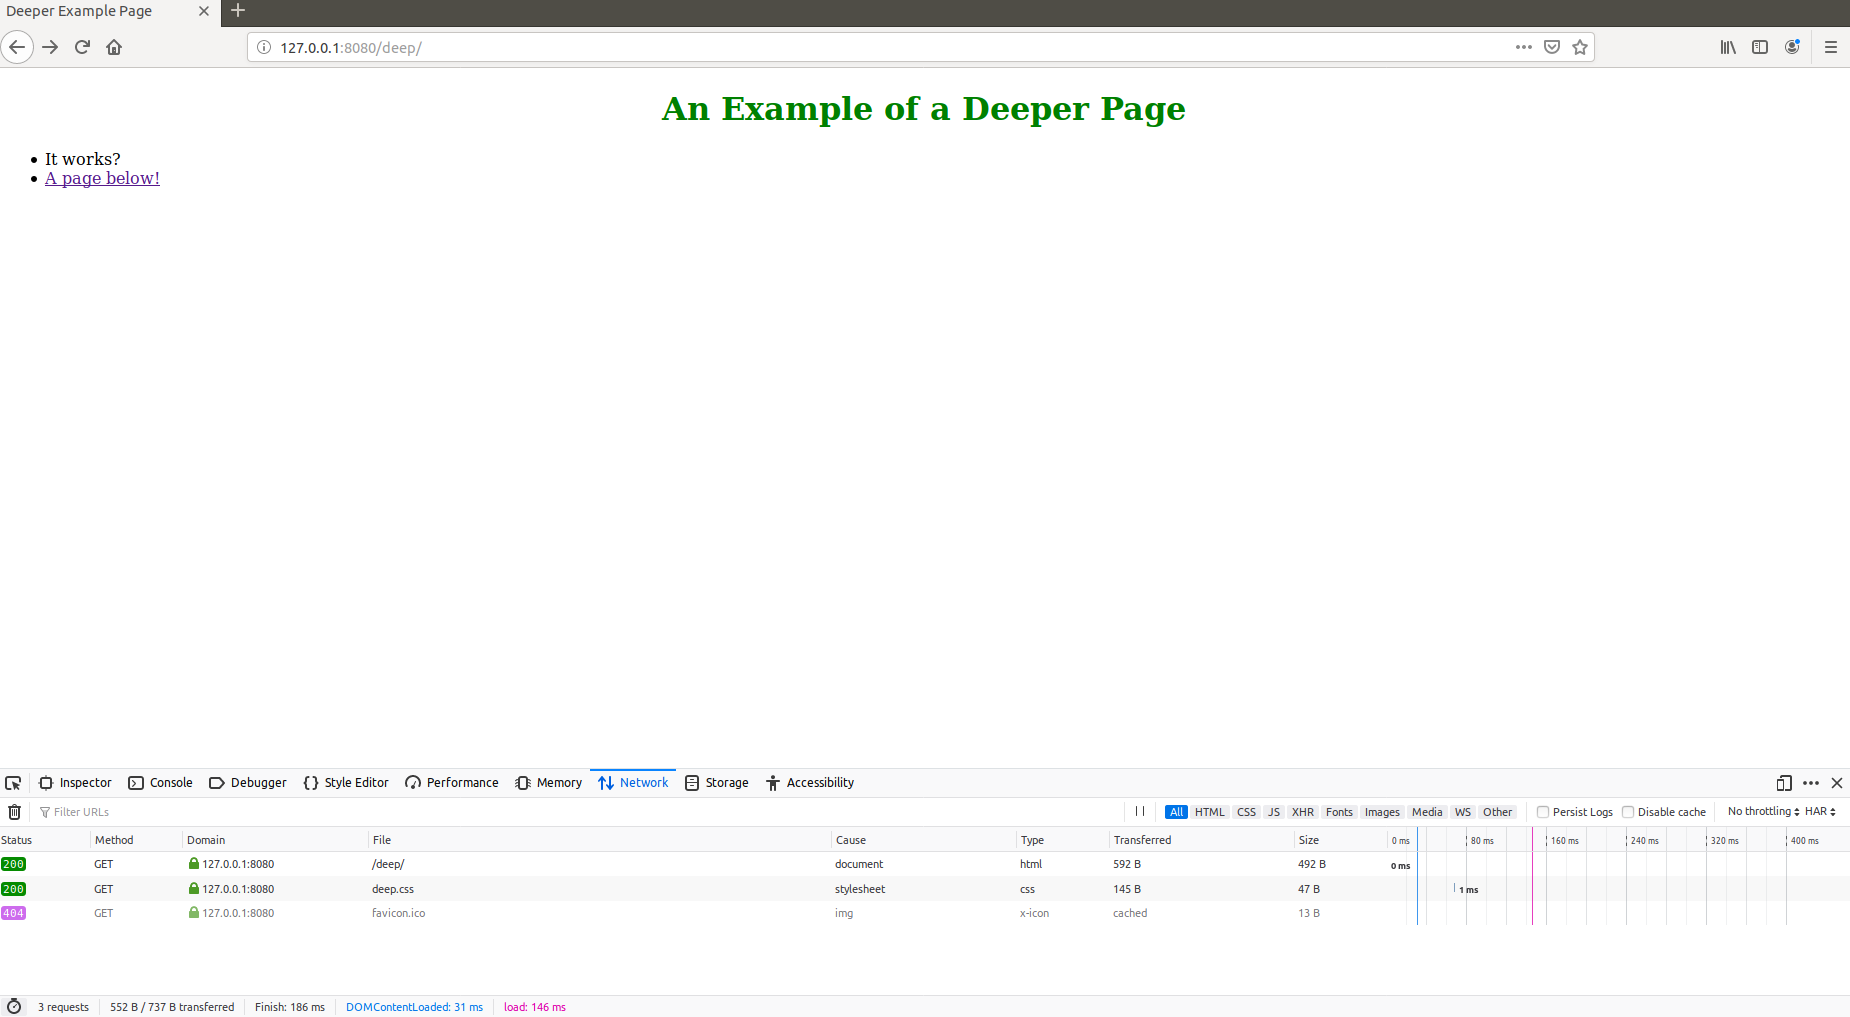 Deeper Example Page
127.0.0.1:8080/deep/
An Example of a Deeper Page
It works?
A page below!
Inspector Console Debugger Style Editor Performance Memory Network Storage Accessibility
Filter URLs All HTML CSS JS XHR Fonts Images Media WS Other Persist Logs Disable cache No throttling HAR
Status Method Domain File Cause Type Transferred Size 0 ms 80 ms 160 ms 240 ms 320 ms 400 ms
200 GET 127.0.0.1:8080 /deep/ document html 592 B 492 B 0 ms
200 GET 127.0.0.1:8080 deep.css stylesheet css 145 B 47 B 1 ms
404 GET 127.0.0.1:8080 favicon.ico img x-icon cached 13 B
3 requests 552 B / 737 B transferred Finish: 186 ms DOMContentLoaded: 31 ms load: 146 ms